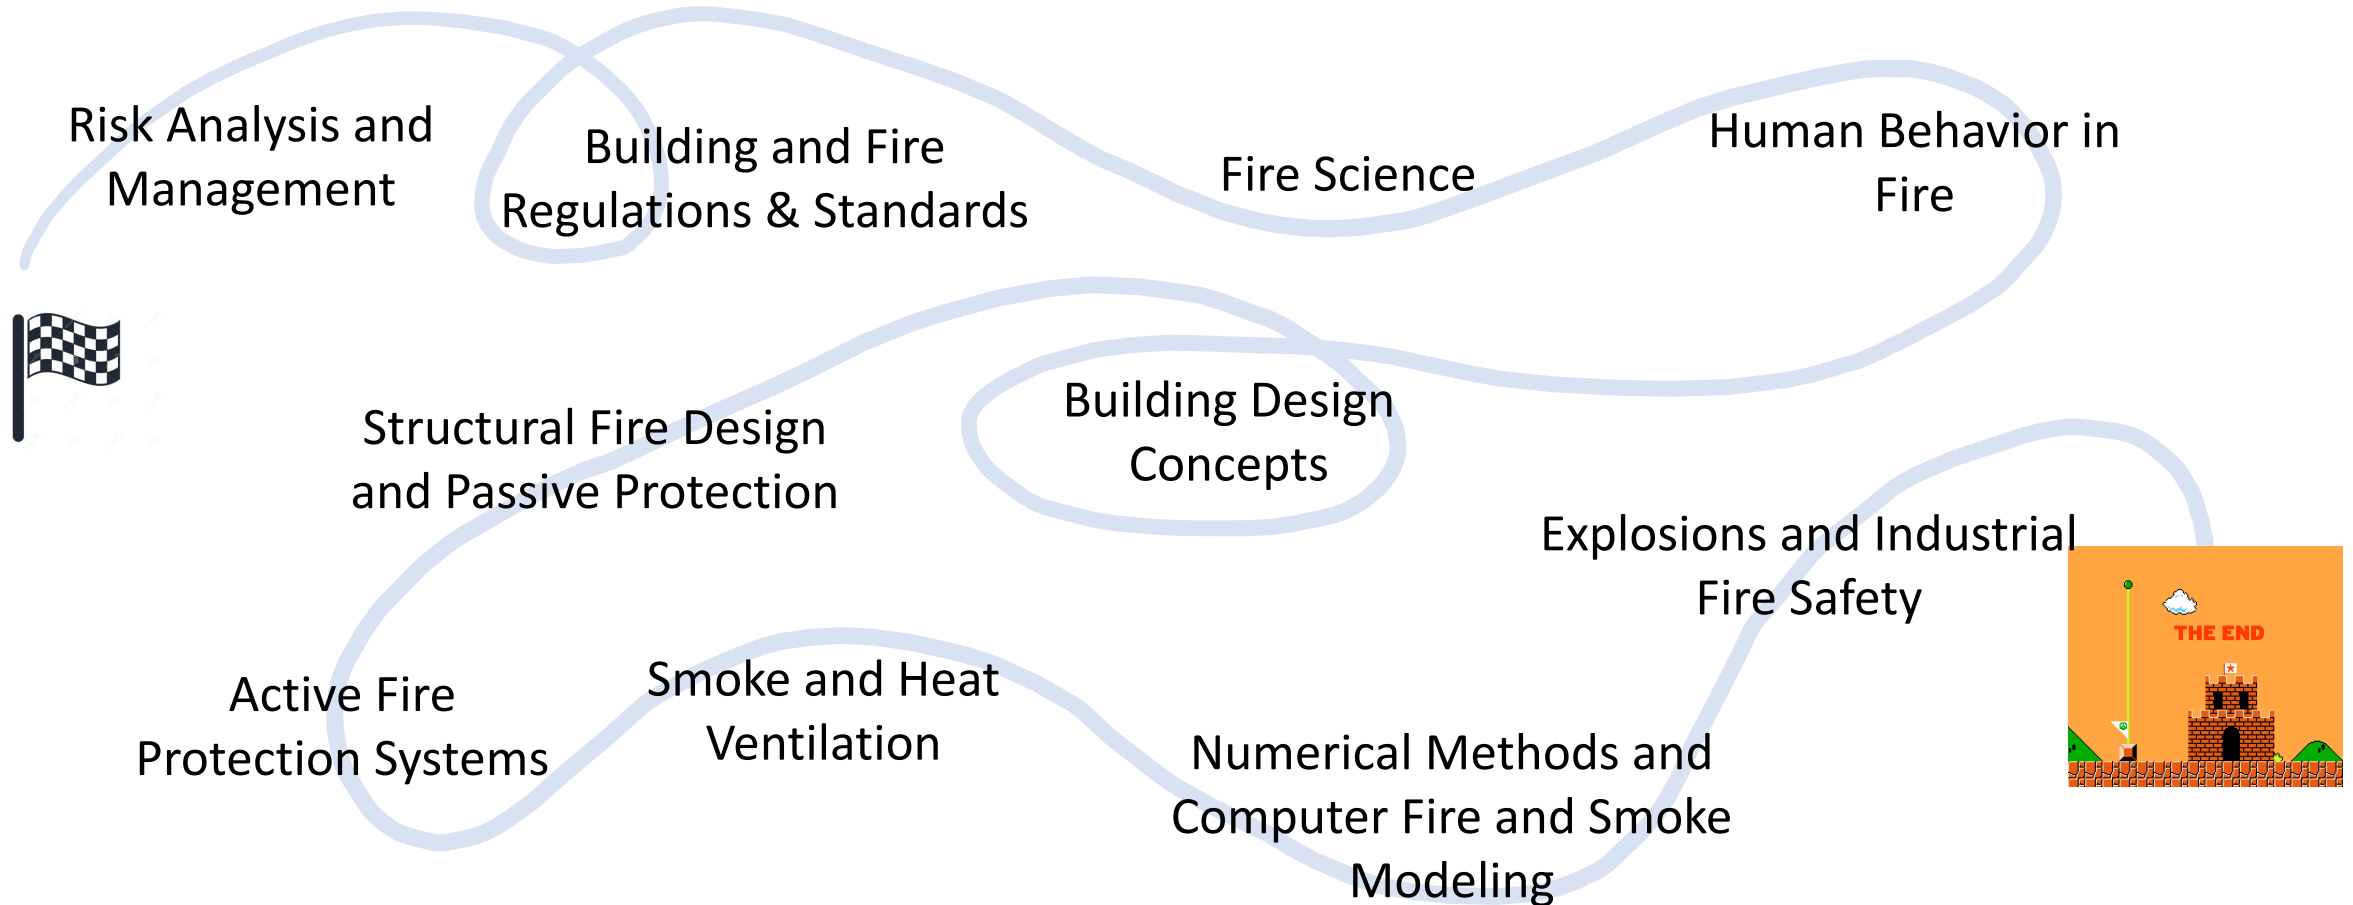 Risk Analysis and
Management
Building and Fire
Regulations & Standards
Fire Science
Human Behavior in
Fire
Structural Fire Design
and Passive Protection
Building Design
Concepts
Explosions and Industrial
Fire Safety
THE END
Active Fire
Protection Systems
Smoke and Heat
Ventilation
Numerical Methods and
Computer Fire and Smoke
Modeling